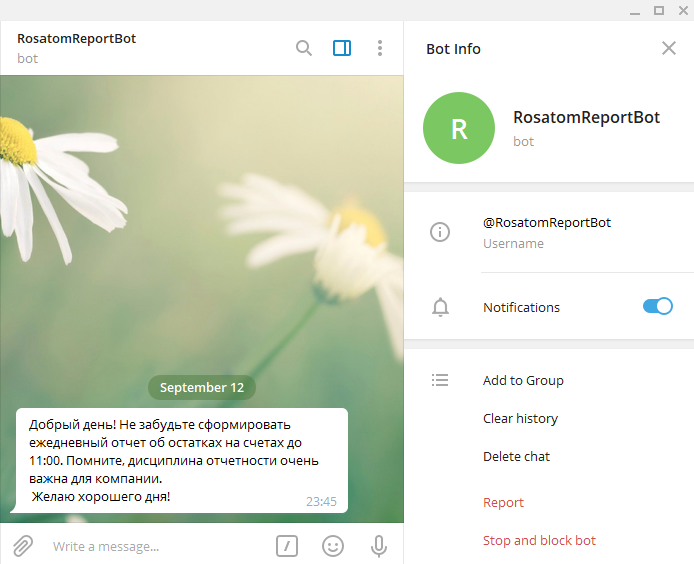 RosatomReportBot
bot
September 12
Добрый день! Не забудьте сформировать
ежедневный отчет об остатках на счетах до
11:00. Помните, дисциплина отчетности очень
важна для компании.
Желаю хорошего дня!
23:45
Write a message...
Bot Info
R
RosatomReportBot
bot
@RosatomReportBot
Username
Notifications
Add to Group
Clear history
Delete chat
Report
Stop and block bot